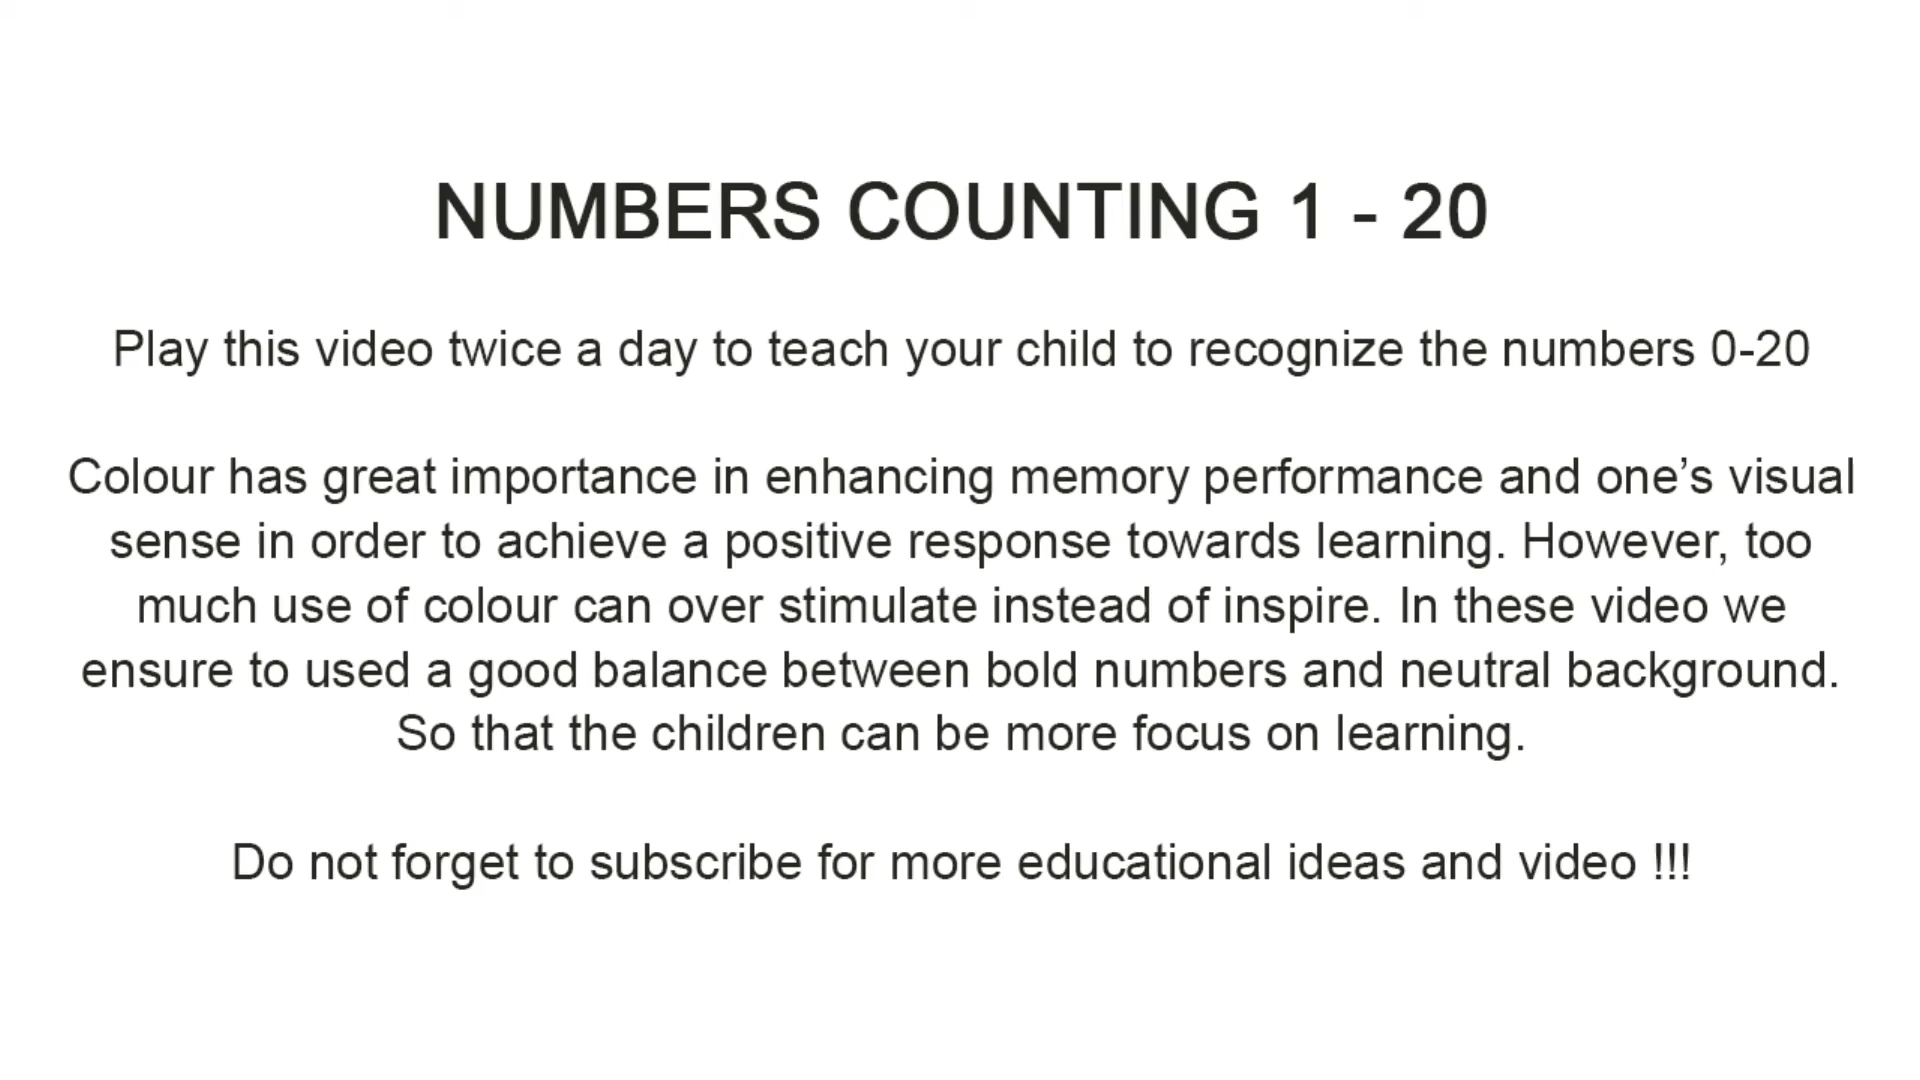 NUMBERS COUNTING 1 - 20
Play this video twice a day to teach your child to recognize the numbers 0-20
Colour has great importance in enhancing memory performance and one’s visual
sense in order to achieve a positive response towards learning. However, too
much use of colour can over stimulate instead of inspire. In these video we
ensure to used a good balance between bold numbers and neutral background.
So that the children can be more focus on learning.
Do not forget to subscribe for more educational ideas and video !!!